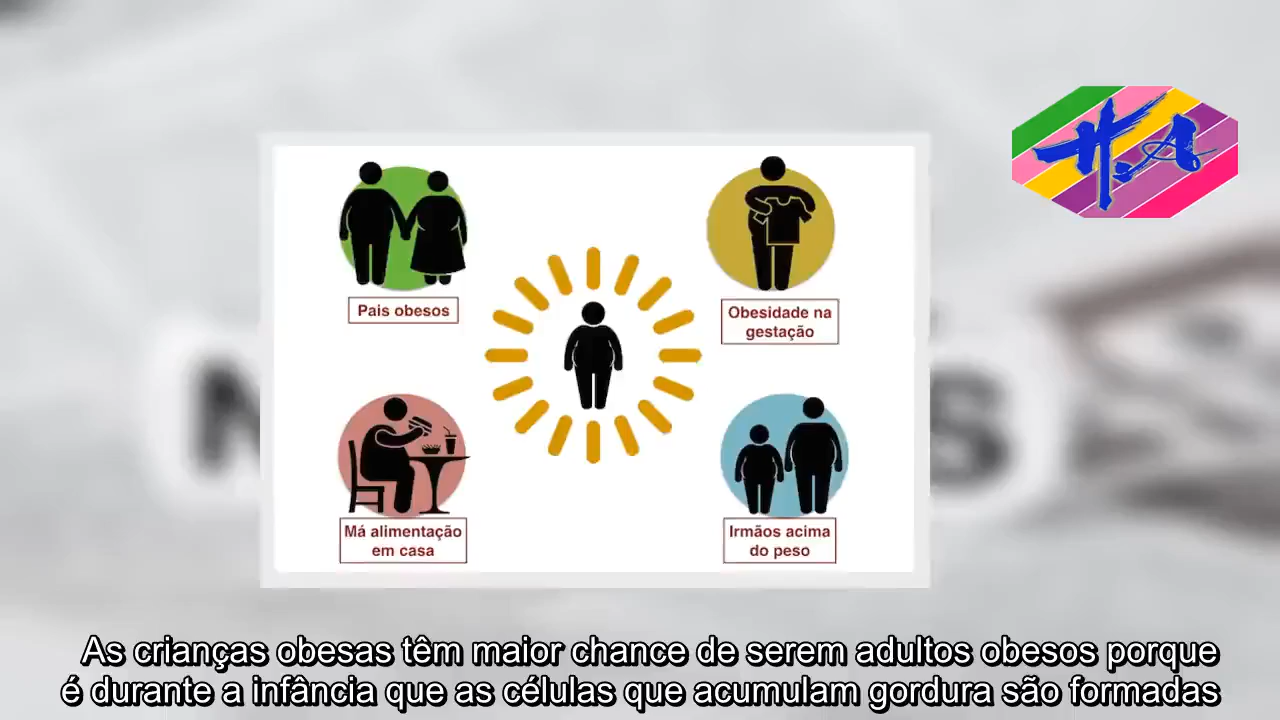 H.A
Pais obesos
Obesidade na
gestação
Má alimentação
em casa
Irmãos acima
do peso
As crianças obesas têm maior chance de serem adultos obesos porque
é durante a infância que as células que acumulam gordura são formadas